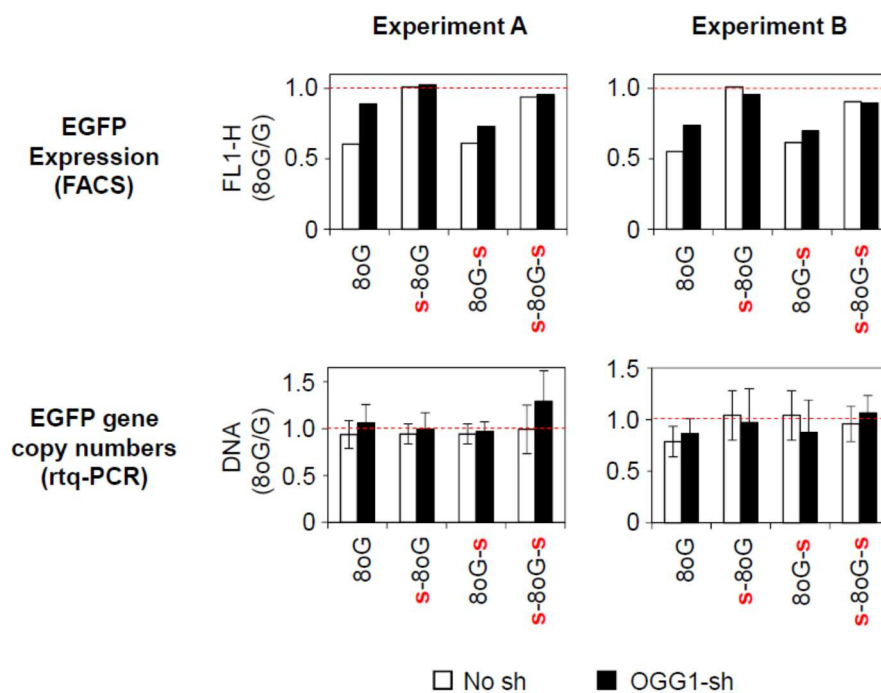 Experiment A
Experiment B
EGFP
Expression
(FACS)
FL1-H
(8oG/G)
1.0
0.5
0
8oG
s-8oG
8oG-s
s-8oG-s
1.0
0.5
0
8oG
s-8oG
8oG-s
s-8oG-s
EGFP gene
copy numbers
(rtq-PCR)
DNA
(8oG/G)
1.5
1.0
0.5
0
8oG
s-8oG
8oG-s
s-8oG-s
1.5
1.0
0.5
0
8oG
s-8oG
8oG-s
s-8oG-s
No sh
OGG1-sh